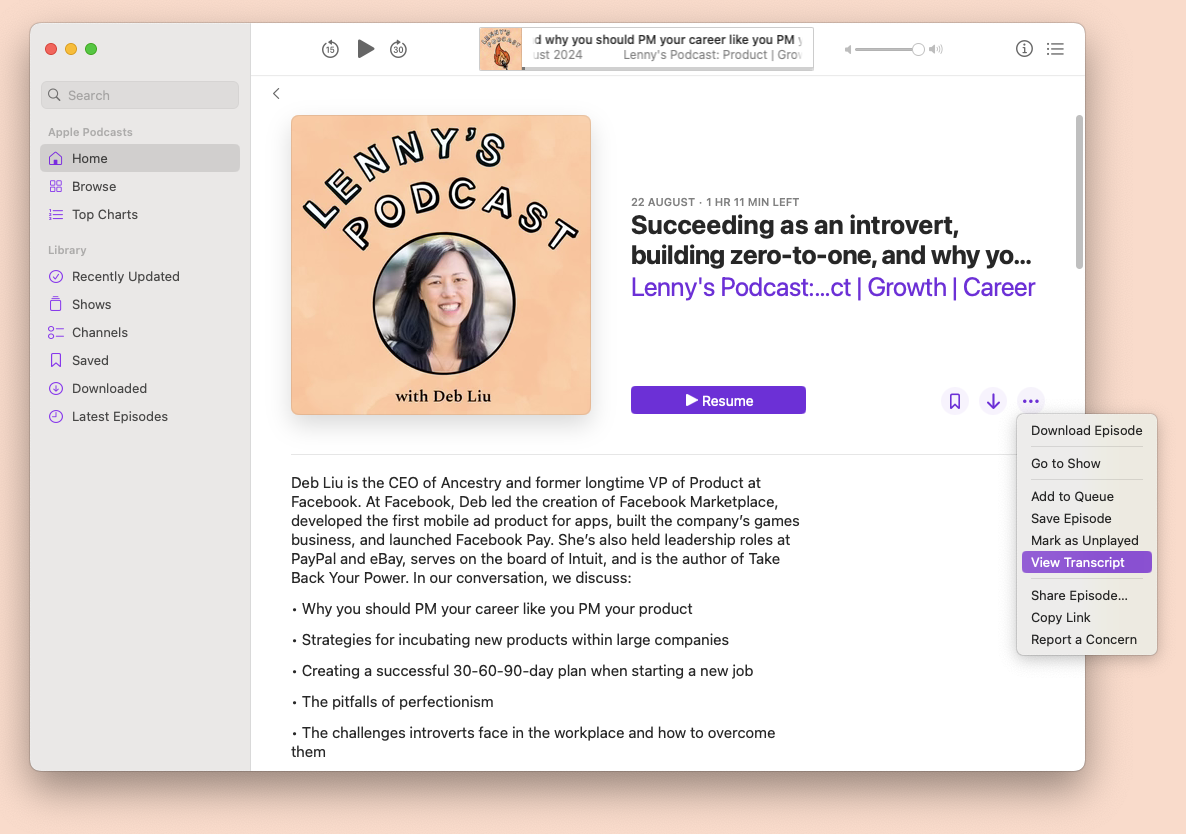 15
30
LENNY'S PODCAST
d why you should PM your career like you PM y
ust 2024 Lenny's Podcast: Product | Gro
Search
Apple Podcasts
Home
Browse
Top Charts
Library
Recently Updated
Shows
Channels
Saved
Downloaded
Latest Episodes
LENNY'S
PODCAST
with Deb Liu
22 AUGUST · 1 HR 11 MIN LEFT
Succeeding as an introvert,
building zero-to-one, and why yo...
Lenny's Podcast:...ct | Growth | Career
Resume
Download Episode
Go to Show
Add to Queue
Save Episode
Mark as Unplayed
View Transcript
Share Episode...
Copy Link
Report a Concern
Deb Liu is the CEO of Ancestry and former longtime VP of Product at
Facebook. At Facebook, Deb led the creation of Facebook Marketplace,
developed the first mobile ad product for apps, built the company's games
business, and launched Facebook Pay. She's also held leadership roles at
PayPal and eBay, serves on the board of Intuit, and is the author of Take
Back Your Power. In our conversation, we discuss:
• Why you should PM your career like you PM your product
• Strategies for incubating new products within large companies
• Creating a successful 30-60-90-day plan when starting a new job
• The pitfalls of perfectionism
• The challenges introverts face in the workplace and how to overcome
them